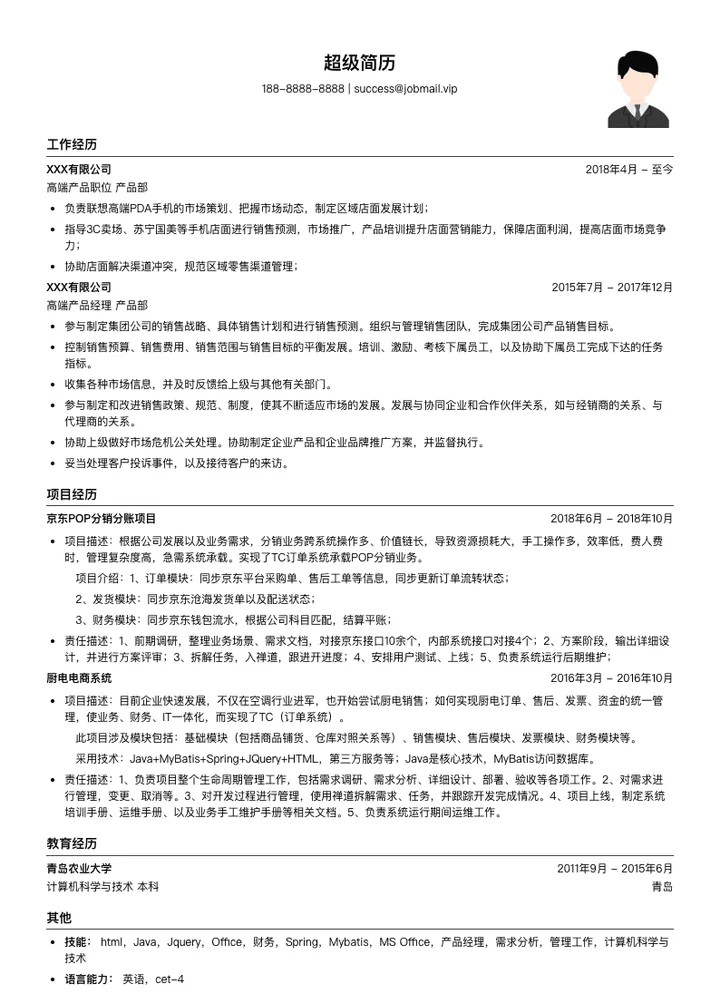 超级简历
188-8888-8888 | success@jobmail.vip
工作经历
XXX有限公司 2018年4月 – 至今
高端产品职位 产品部
• 负责联想高端PDA手机的市场策划、把握市场动态，制定区域店面发展计划；
• 指导3C卖场、苏宁国美等手机店面进行销售预测，市场推广，产品培训提升店面营销能力，保障店面利润，提高店面市场竞争
力；
• 协助店面解决渠道冲突，规范区域零售渠道管理；
XXX有限公司 2015年7月 – 2017年12月
高端产品经理 产品部
• 参与制定集团公司的销售战略、具体销售计划和进行销售预测。组织与管理销售团队，完成集团公司产品销售目标。
• 控制销售预算、销售费用、销售范围与销售目标的平衡发展。培训、激励、考核下属员工，以及协助下属员工完成下达的任务
指标。
• 收集各种市场信息，并及时反馈给上级与其他有关部门。
• 参与制定和改进销售政策、规范、制度，使其不断适应市场的发展。发展与协同企业和合作伙伴关系，如与经销商的关系、与
代理商的关系。
• 协助上级做好市场危机公关处理。协助制定企业产品和企业品牌推广方案，并监督执行。
• 妥当处理客户投诉事件，以及接待客户的来访。
项目经历
京东POP分销分账项目 2018年6月 – 2018年10月
• 项目描述：根据公司发展以及业务需求，分销业务跨系统操作多、价值链长，导致资源损耗大，手工操作多，效率低，费人费
时，管理复杂度高，急需系统承载。实现了TC订单系统承载POP分销业务。
项目介绍：1、订单模块：同步京东平台采购单、售后工单等信息，同步更新订单流转状态；
2、发货模块：同步京东沧海发货单以及配送状态；
3、财务模块：同步京东钱包流水，根据公司科目匹配，结算平账；
• 责任描述：1、前期调研，整理业务场景、需求文档，对接京东接口10余个，内部系统接口对接4个；2、方案阶段，输出详细设
计，并进行方案评审；3、拆解任务，入禅道，跟进开进度；4、安排用户测试、上线；5、负责系统运行后期维护；
厨电电商系统 2016年3月 – 2016年10月
• 项目描述：目前企业快速发展，不仅在空调行业进军，也开始尝试厨电销售；如何实现厨电订单、售后、发票、资金的统一管
理，使业务、财务、IT一体化，而实现了TC（订单系统）。
此项目涉及模块包括：基础模块（包括商品铺货、仓库对照关系等）、销售模块、售后模块、发票模块、财务模块等。
采用技术：Java+MyBatis+Spring+JQuery+HTML，第三方服务等；Java是核心技术，MyBatis访问数据库。
• 责任描述：1、负责项目整个生命周期管理工作，包括需求调研、需求分析、详细设计、部署、验收等各项工作。2、对需求进
行管理，变更、取消等。3、对开发过程进行管理，使用禅道拆解需求、任务，并跟踪开发完成情况。4、项目上线，制定系统
培训手册、运维手册、以及业务手工维护手册等相关文档。5、负责系统运行期间运维工作。
教育经历
青岛农业大学 2011年9月 – 2015年6月
计算机科学与技术 本科 青岛
其他
• 技能： html，Java，Jquery，Office，财务，Spring，Mybatis，MS Office，产品经理，需求分析，管理工作，计算机科学与
技术
• 语言能力： 英语，cet-4